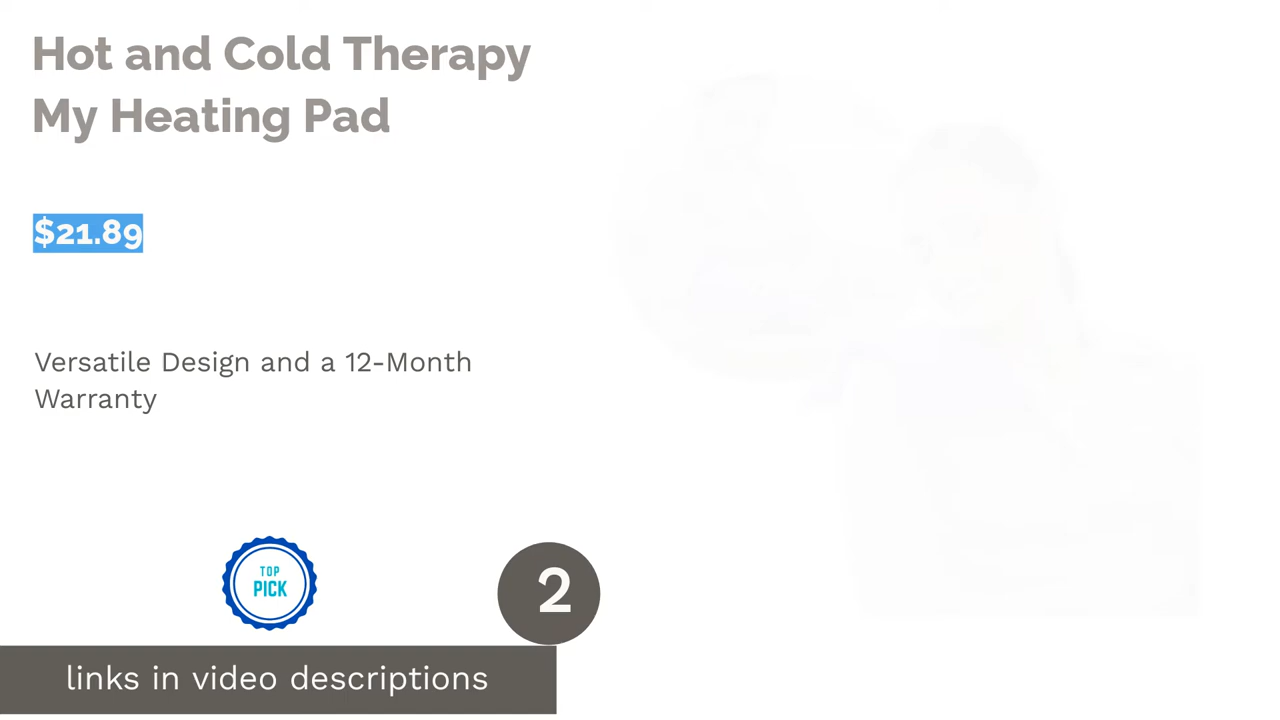 Hot and Cold Therapy
My Heating Pad
$21.89
Versatile Design and a 12-Month
Warranty
TOP
PICK
2
links in video descriptions